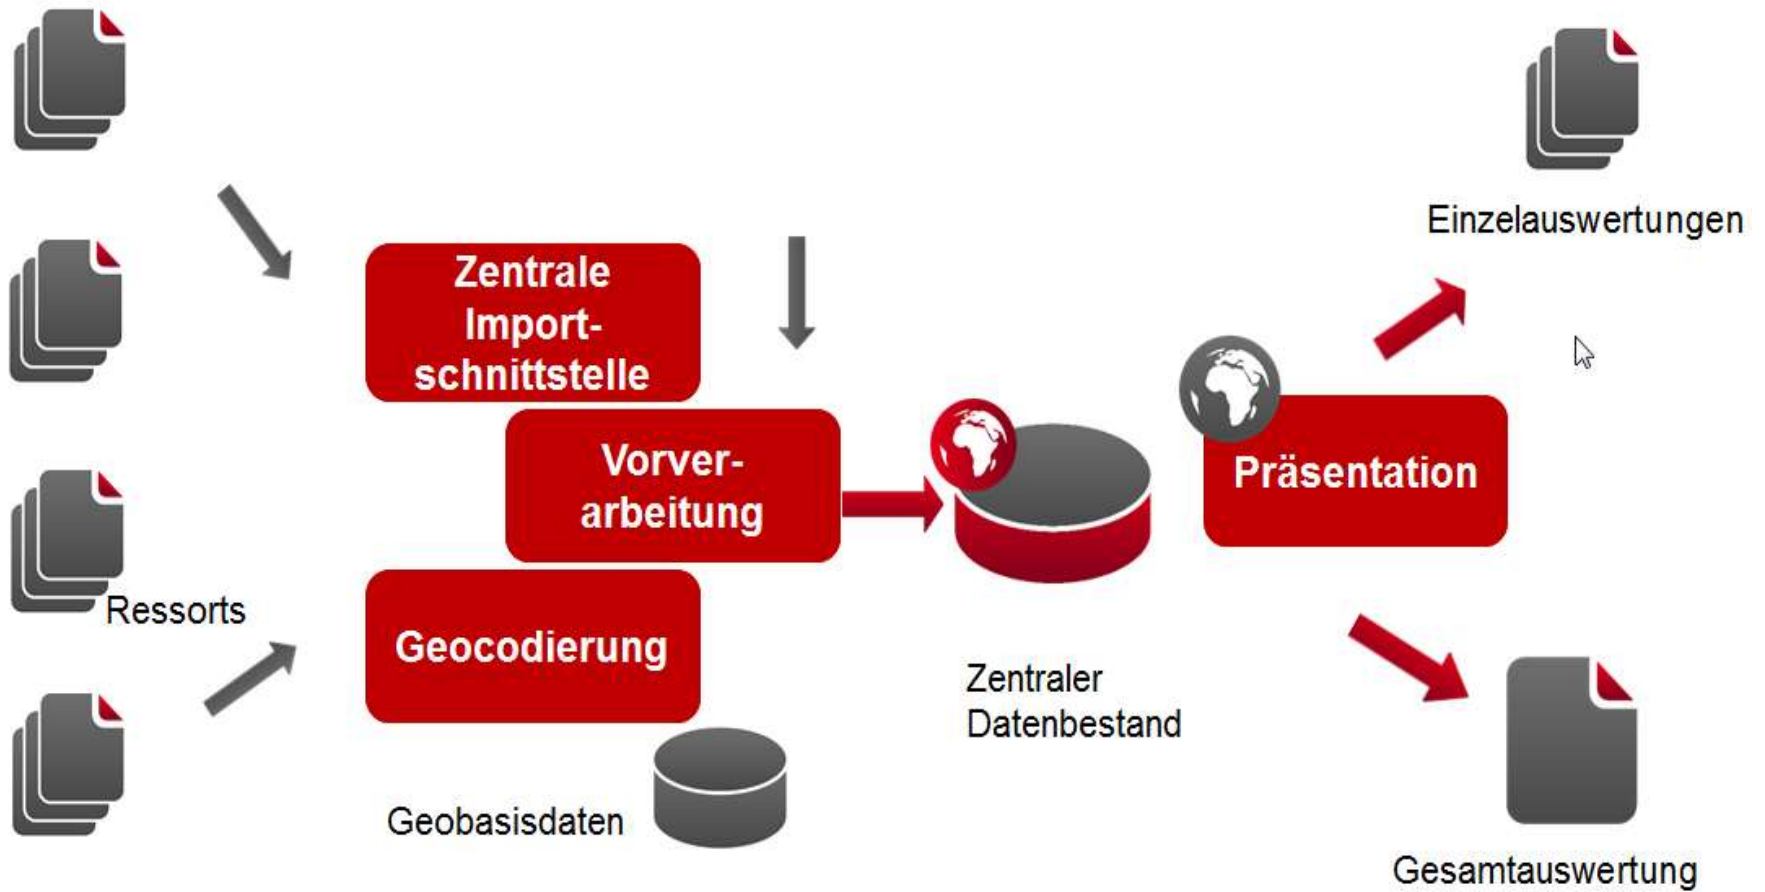 Zentrale
Import-
schnittstelle
Vorver-
arbeitung
Geocodierung
Ressorts
Geobasisdaten
Zentraler
Datenbestand
Präsentation
Einzelauswertungen
Gesamtauswertung